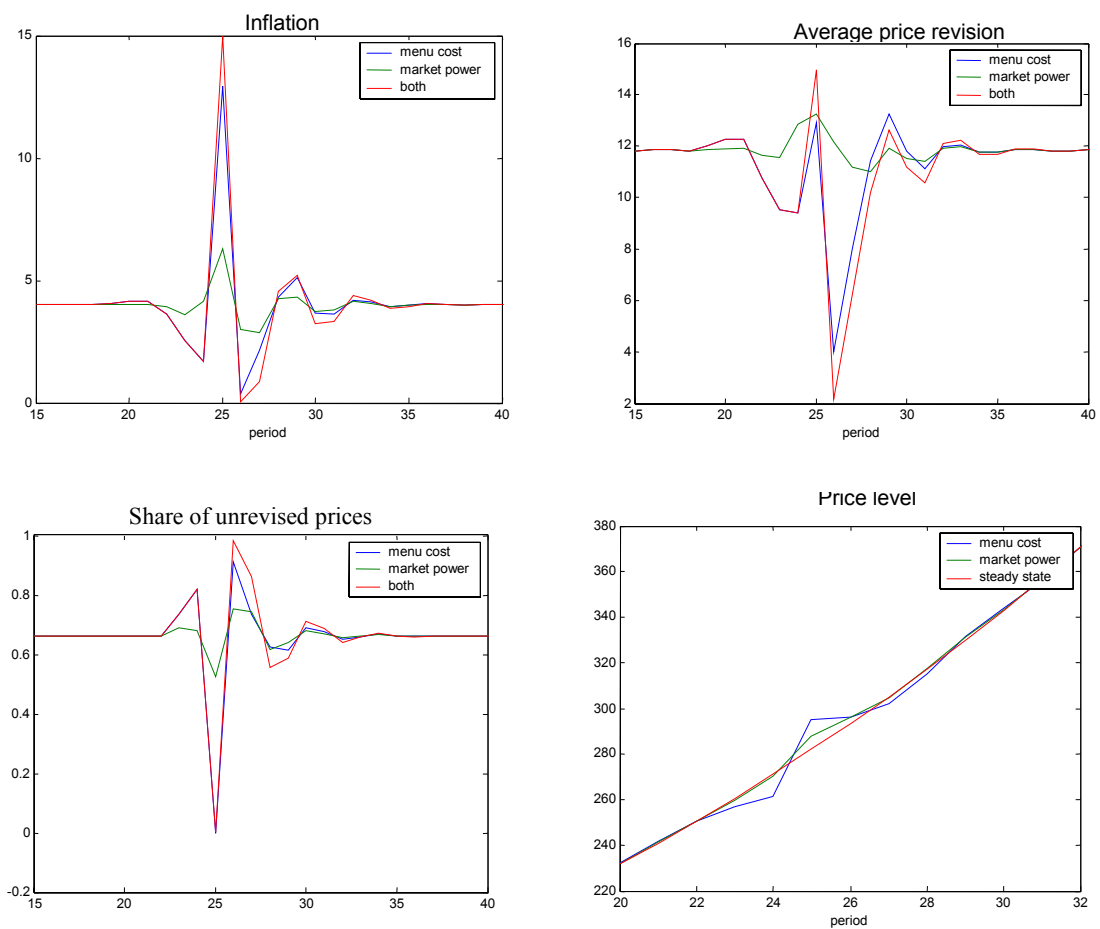 Inflation
15
10
5
0
15
20
25
30
35
40
period
menu cost
market power
both
Average price revision
16
14
12
10
8
6
4
2
15
20
25
30
35
40
period
menu cost
market power
both
Share of unrevised prices
1
0.8
0.6
0.4
0.2
0
-0.2
15
20
25
30
35
40
menu cost
market power
both
Price level
380
360
340
320
300
280
260
240
220
20
22
24
26
28
30
32
period
menu cost
market power
steady state